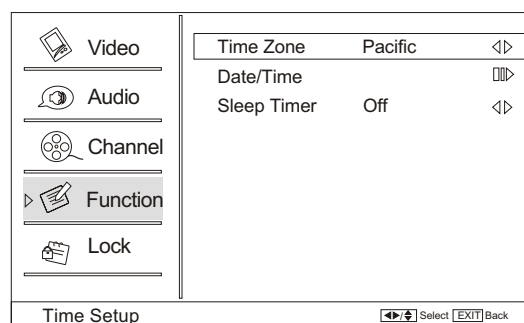 Video
Audio
Channel
Function
Lock
Time Zone Pacific
Date/Time
Sleep Timer Off
Time Setup
/ Select EXIT Back